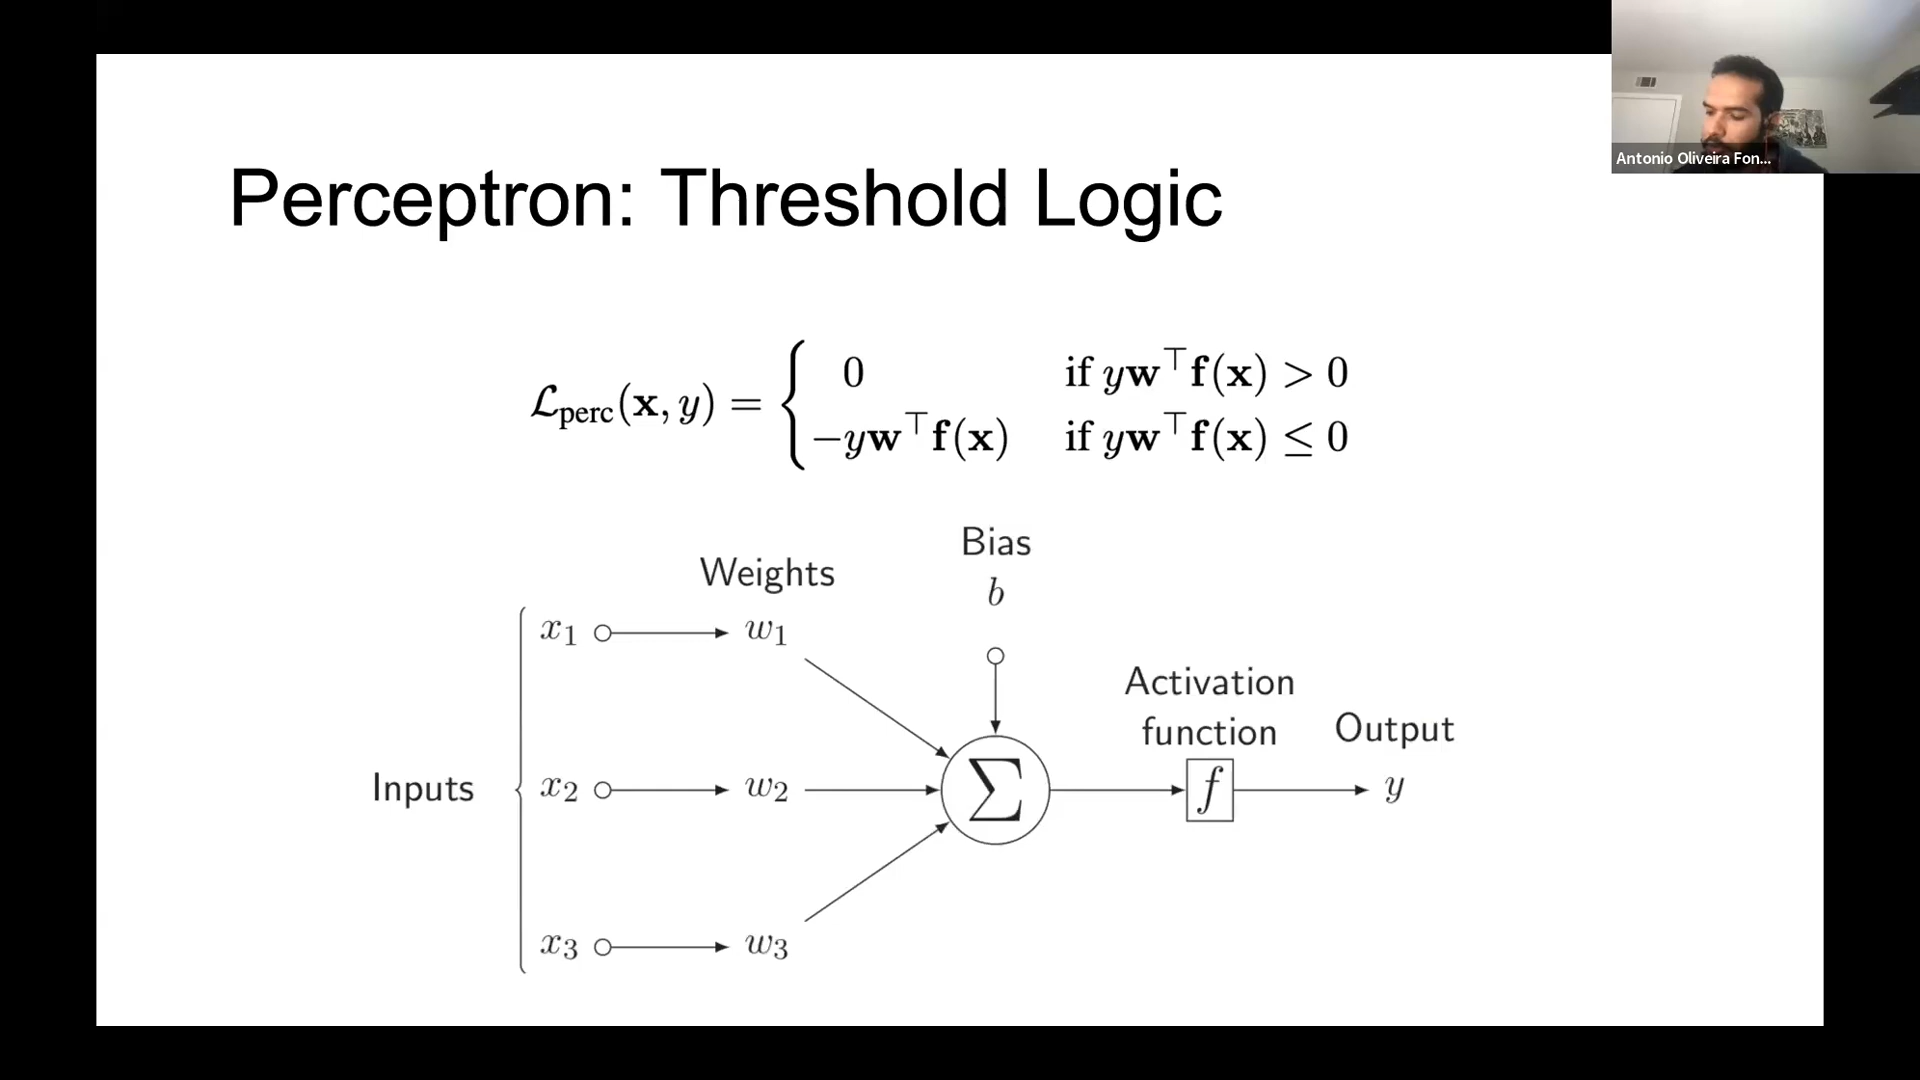 Antonio Oliveira Fon...
Perceptron: Threshold Logic
ℒperc(x, y) = { 0 if yw⊤f(x) > 0
−yw⊤f(x) if yw⊤f(x) ≤ 0
Bias
b
Weights
x1 w1
Activation
function
Output
Inputs
x2 w2 Σ f y
x3 w3